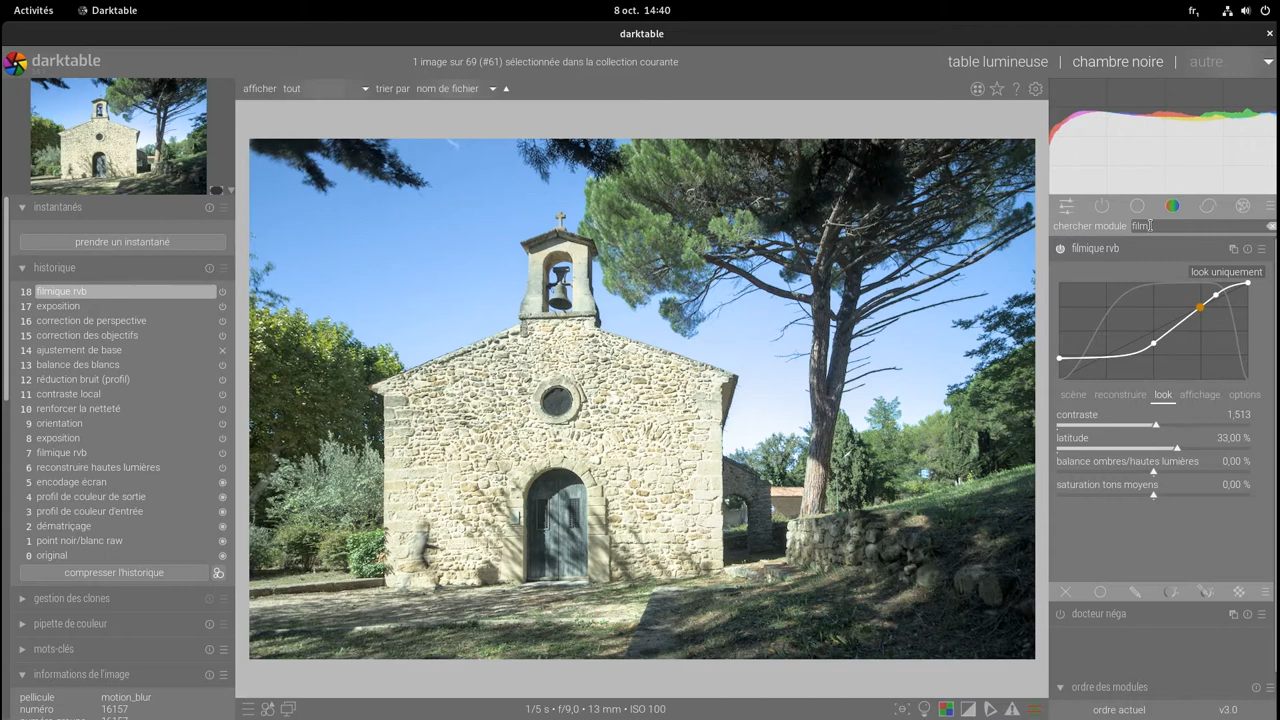 Activités Darktable 8 oct. 14:40 fr₁
darktable
darktable 1 image sur 69 (#61) sélectionnée dans la collection courante table lumineuse | chambre noire | autre
afficher tout trier par nom de fichier
instantanés
prendre un instantané
historique
18 filmique rvb
17 exposition
16 correction de perspective
15 correction des objectifs
14 ajustement de base
13 balance des blancs
12 réduction bruit (profil)
11 contraste local
10 renforcer la netteté
9 orientation
8 exposition
7 filmique rvb
6 reconstruire hautes lumières
5 encodage écran
4 profil de couleur de sortie
3 profil de couleur d'entrée
2 dématriçage
1 point noir/blanc raw
0 original
compresser l'historique
gestion des clones
pipette de couleur
mots-clés
informations de l'image
pellicule motion_blur
numéro 16157
1/5 s • f/9,0 • 13 mm • ISO 100
chercher module film
filmique rvb
look uniquement
scène reconstruire look affichage options
contraste 1,513
latitude 33,00 %
balance ombres/hautes lumières 0,00 %
saturation tons moyens 0,00 %
docteur néga
ordre des modules
ordre actuel v3.0